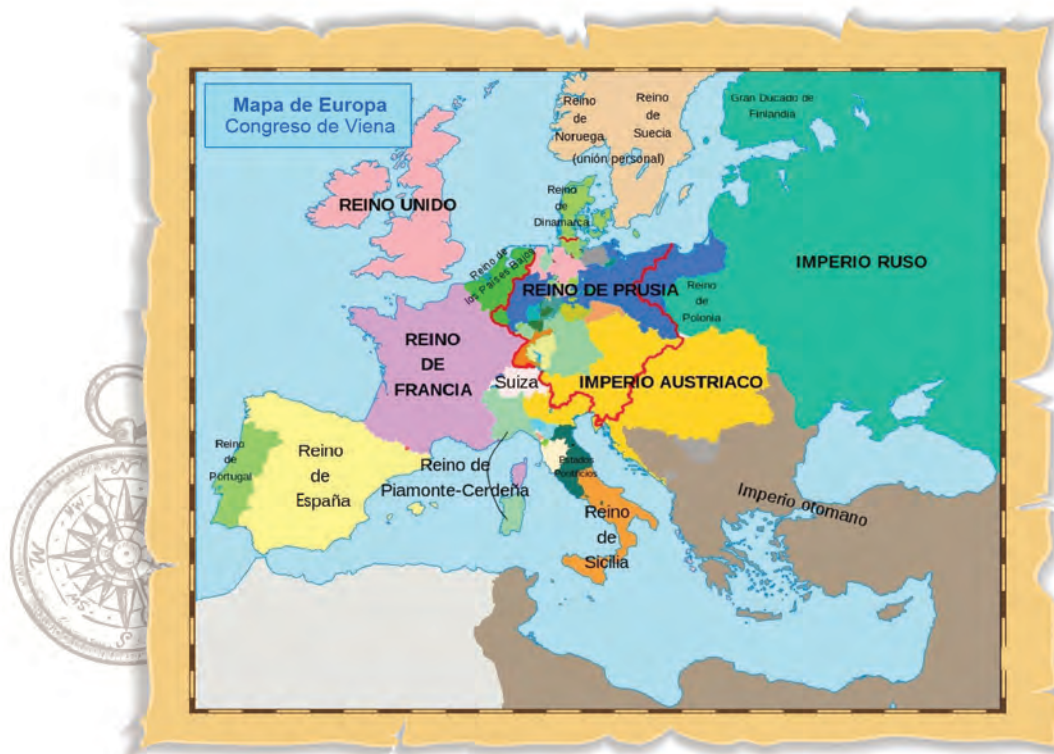 Mapa de Europa
Congreso de Viena
Reino
de
Noruega
Reino
de
Suecia
(unión personal)
Gran Ducado de
Finlandia
REINO UNIDO
Reino
de
Dinamarca
Reino de
los Países Bajos
REINO DE PRUSIA
Reino
de
Polonia
IMPERIO RUSO
REINO
DE
FRANCIA
Suiza
IMPERIO AUSTRIACO
Reino
de
Portugal
Reino
de
España
Reino de
Piamonte-Cerdeña
Estados
Pontificios
Reino
de
Sicilia
Imperio otomano
N
NW
W
S